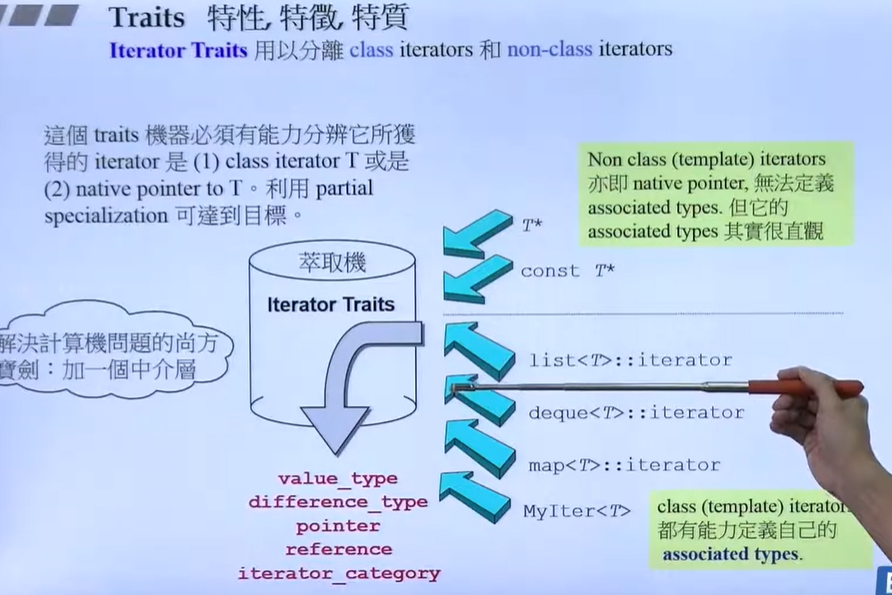 Traits 特性, 特徵, 特質
Iterator Traits 用以分離 class iterators 和 non-class iterators
這個 traits 機器必須有能力分辨它所獲
得的 iterator 是 (1) class iterator T 或是
(2) native pointer to T。利用 partial
specialization 可達到目標。
Non class (template) iterators
亦即 native pointer, 無法定義
associated types. 但它的
associated types 其實很直觀
T*
const T*
萃取機
Iterator Traits
解決計算機問題的尚方
寶劍：加一個中介層
list<T>::iterator
deque<T>::iterator
map<T>::iterator
MyIter<T>
value_type
difference_type
pointer
reference
iterator_category
class (template) iterator
都有能力定義自己的
associated types.